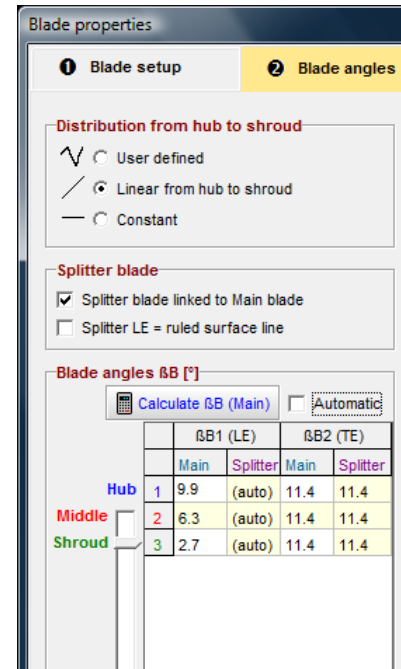 Blade properties
❶ Blade setup ❷ Blade angles
Distribution from hub to shroud
User defined
Linear from hub to shroud
Constant
Splitter blade
Splitter blade linked to Main blade
Splitter LE = ruled surface line
Blade angles ßB [°]
Calculate ßB (Main) Automatic
ßB1 (LE) ßB2 (TE)
Main Splitter Main Splitter
Hub 1 9.9 (auto) 11.4 11.4
Middle 2 6.3 (auto) 11.4 11.4
Shroud 3 2.7 (auto) 11.4 11.4